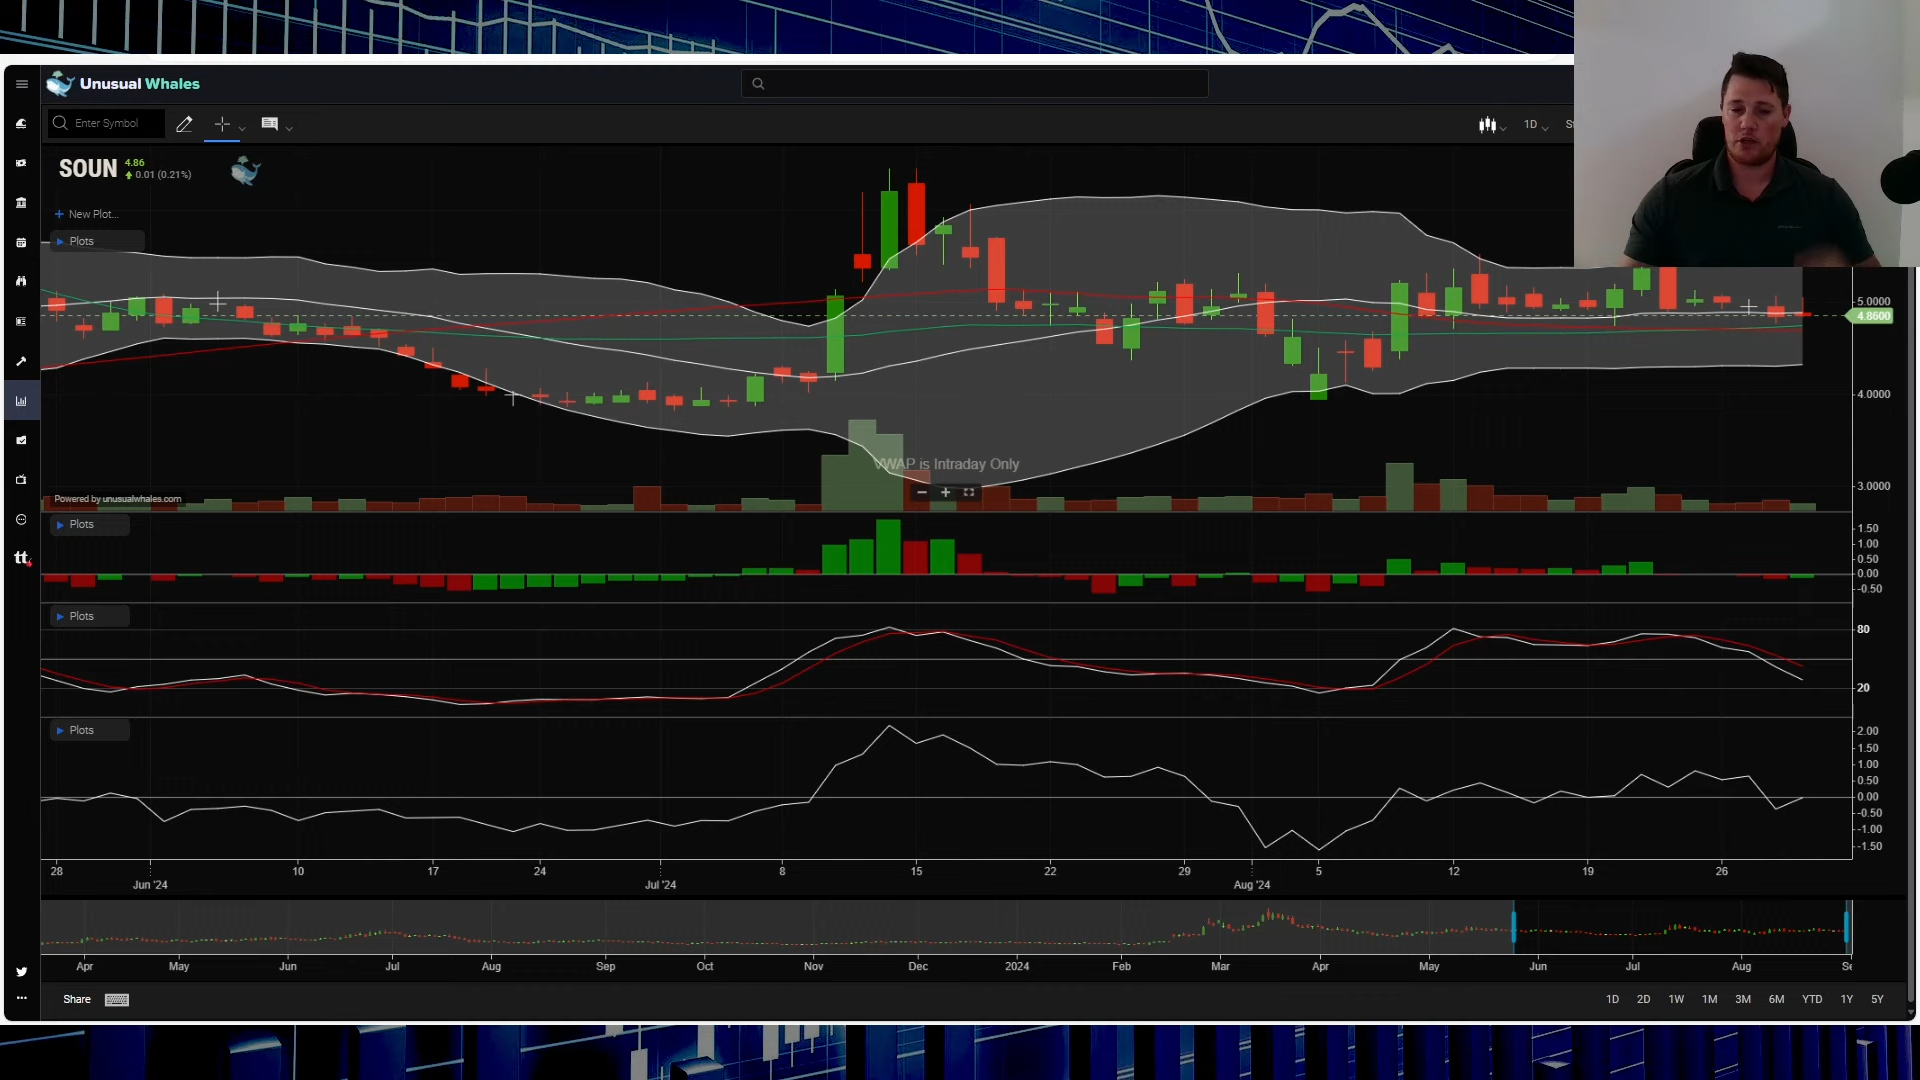 Unusual Whales
Enter Symbol
1D
St
SOUN
4.86
0.01 (0.21%)
+ New Plot...
Plots
5.0000
4.8600
4.0000
VWAP is Intraday Only
3.0000
Powered by unusualwhales.com
Plots
1.50
1.00
0.50
0.00
-0.50
Plots
80
20
Plots
2.00
1.50
1.00
0.50
0.00
-0.50
-1.00
-1.50
28 10 17 24 8 15 22 29 5 12 19 26
Jun '24 Jul '24 Aug '24
Apr May Jun Jul Aug Sep Oct Nov Dec 2024 Feb Mar Apr May Jun Jul Aug Se
tt
Share
1D 2D 1W 1M 3M 6M YTD 1Y 5Y